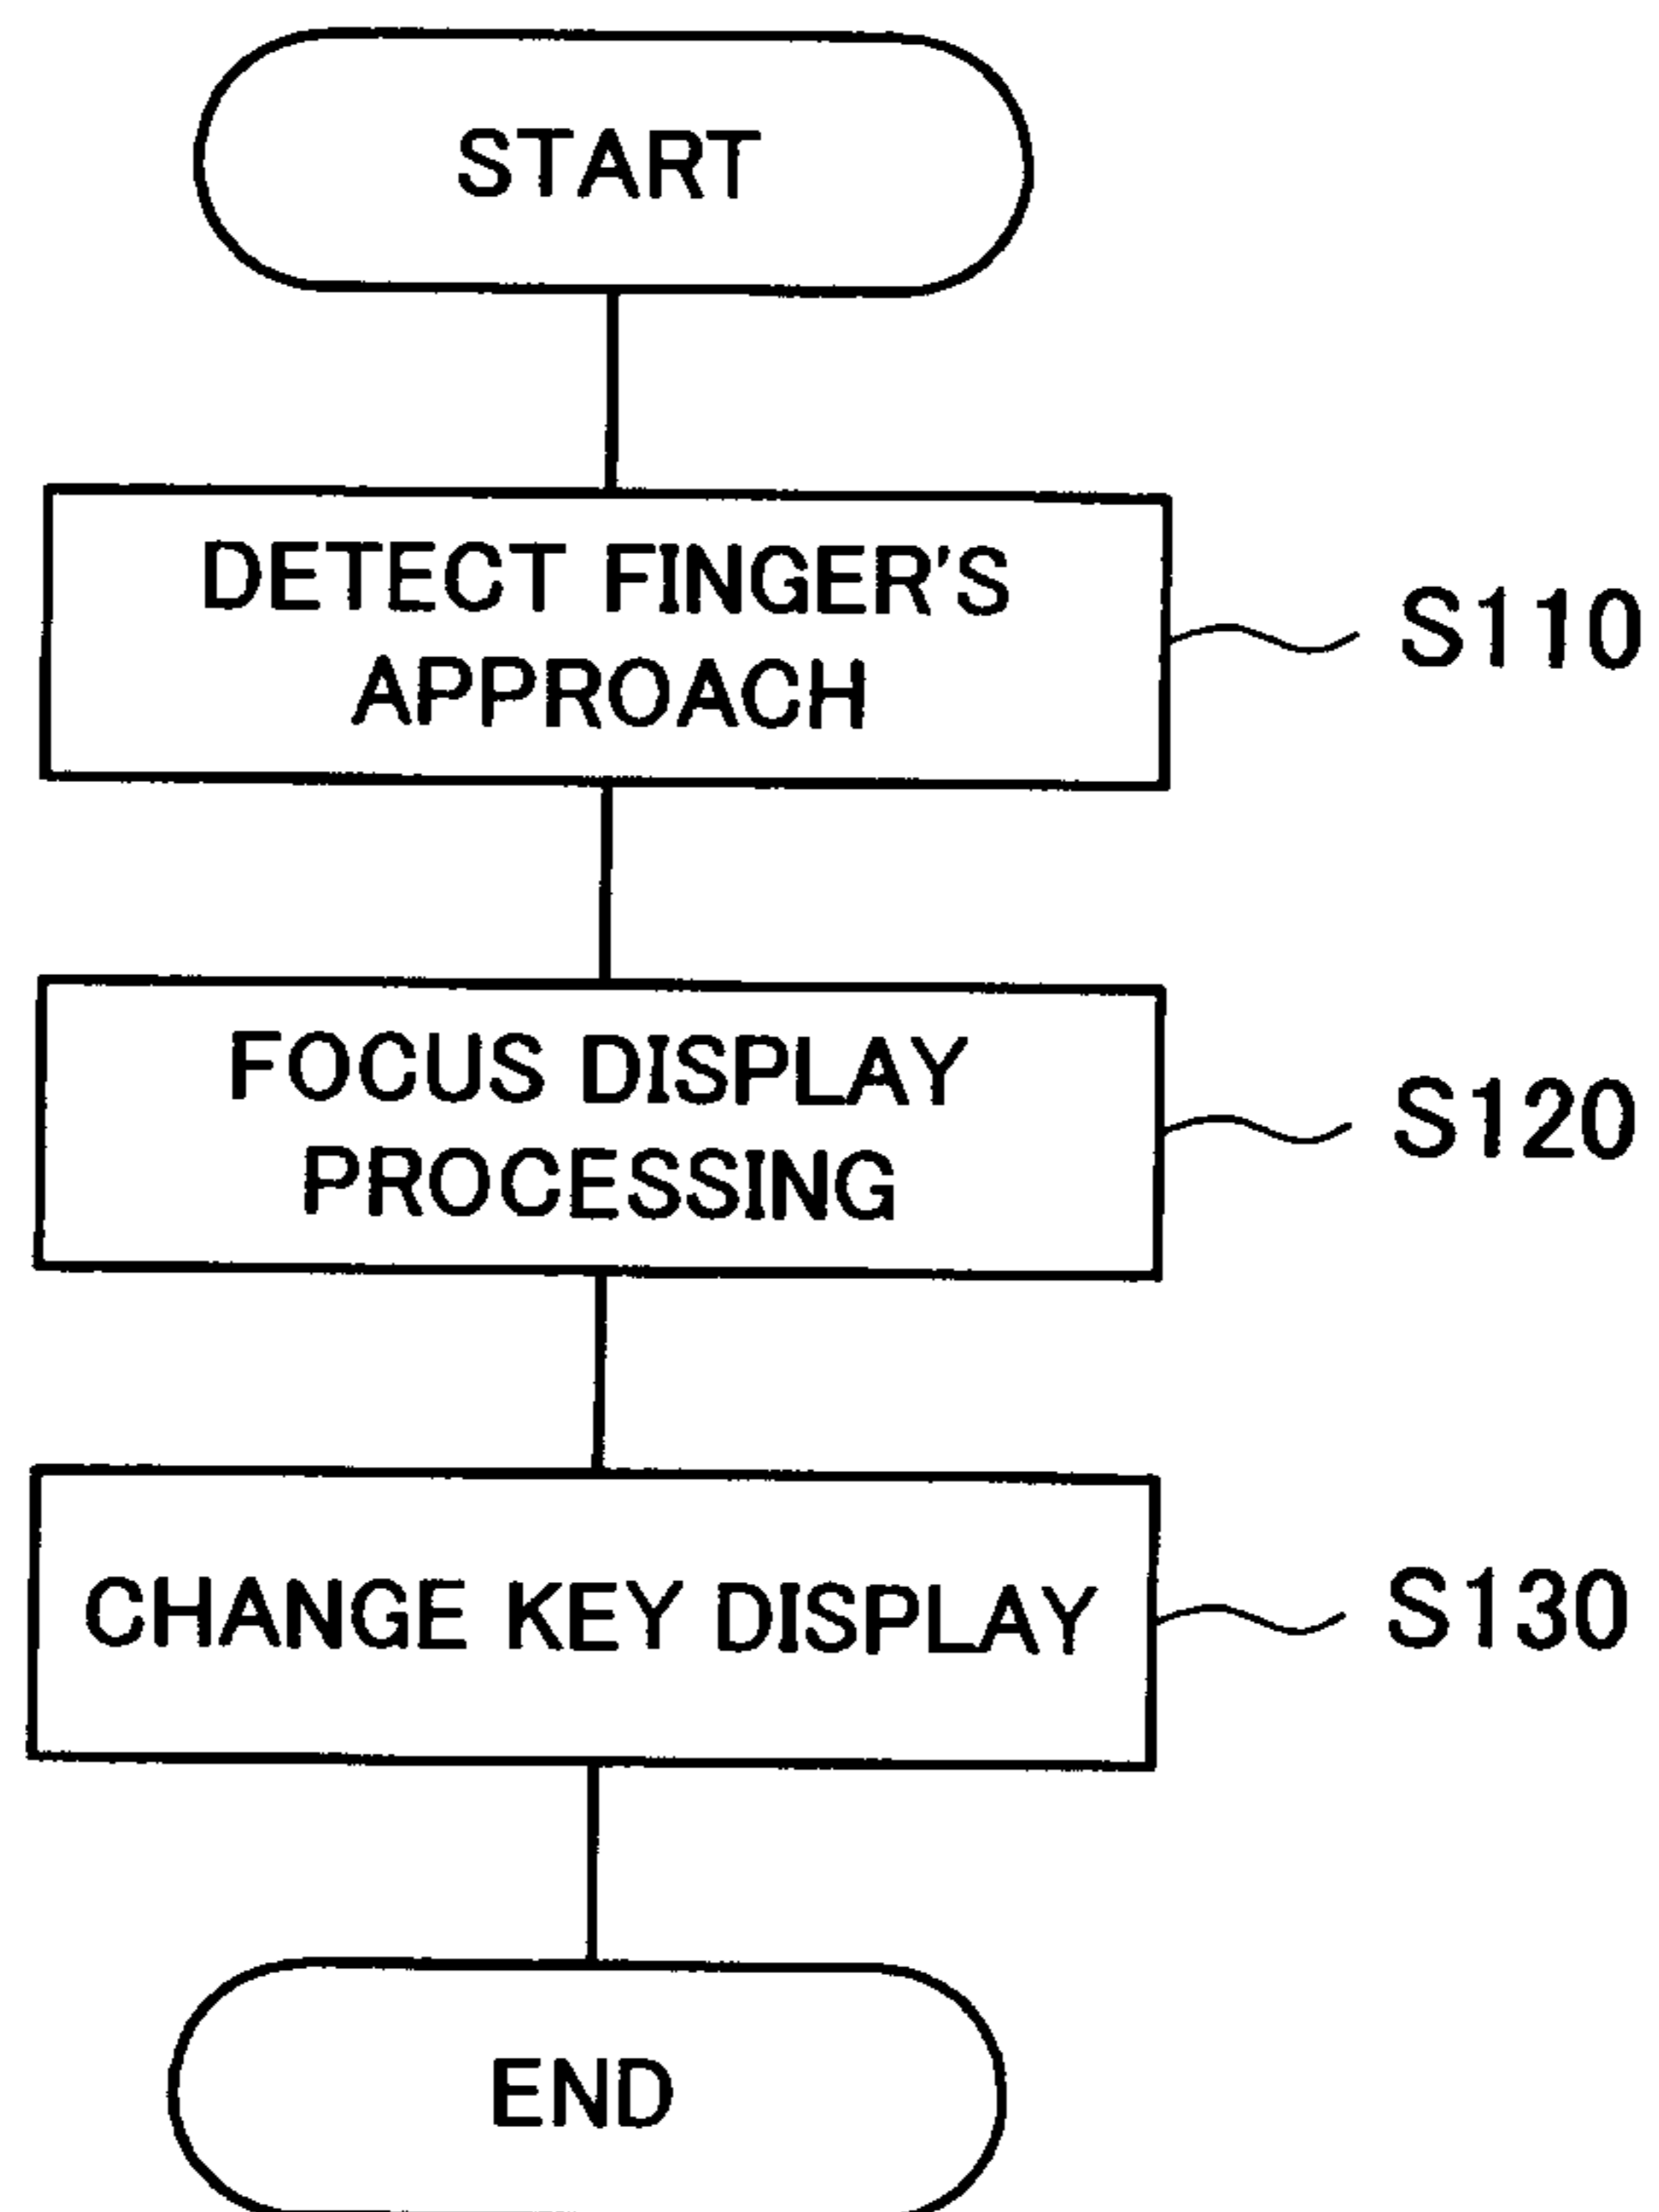 START
DETECT FINGER'S
APPROACH
S110
FOCUS DISPLAY
PROCESSING
S120
CHANGE KEY DISPLAY
S130
END